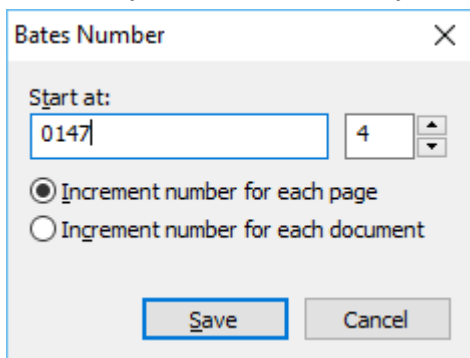 Bates Number
Start at:
0147 4
Increment number for each page
Increment number for each document
Save Cancel